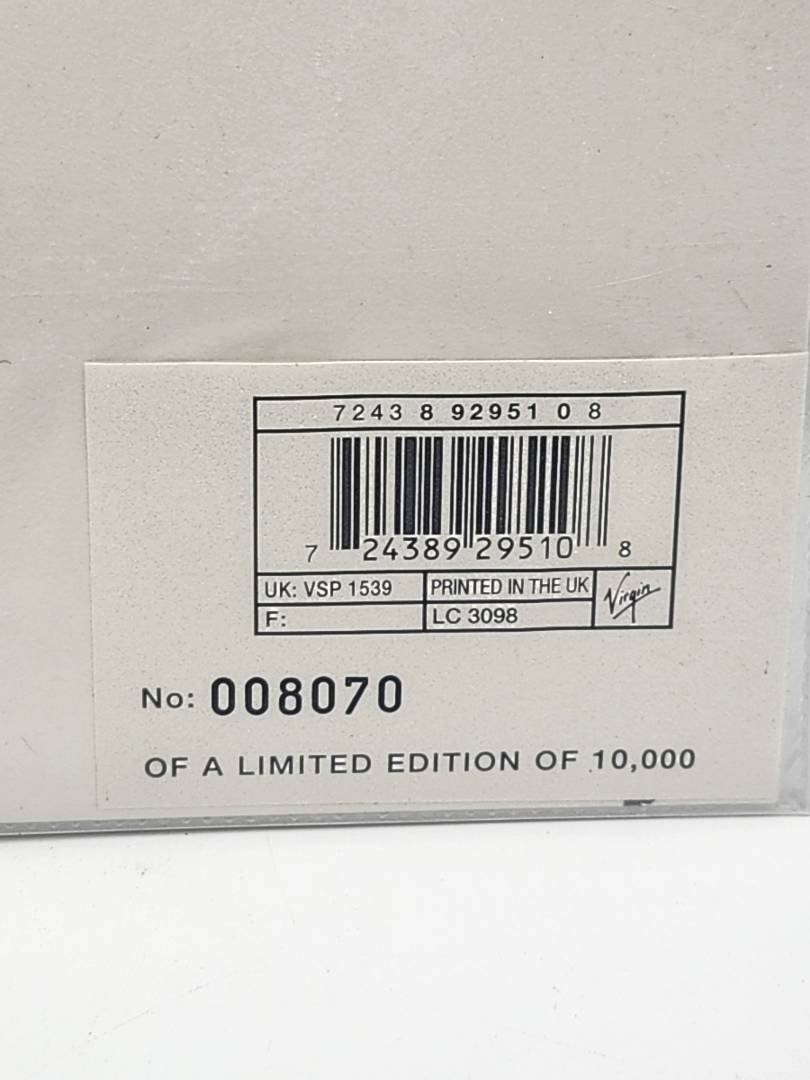 7243 8 92951 0 8
7 24389 29510 8
UK: VSP 1539 PRINTED IN THE UK Virgin
F: LC 3098
No: 008070
OF A LIMITED EDITION OF 10,000